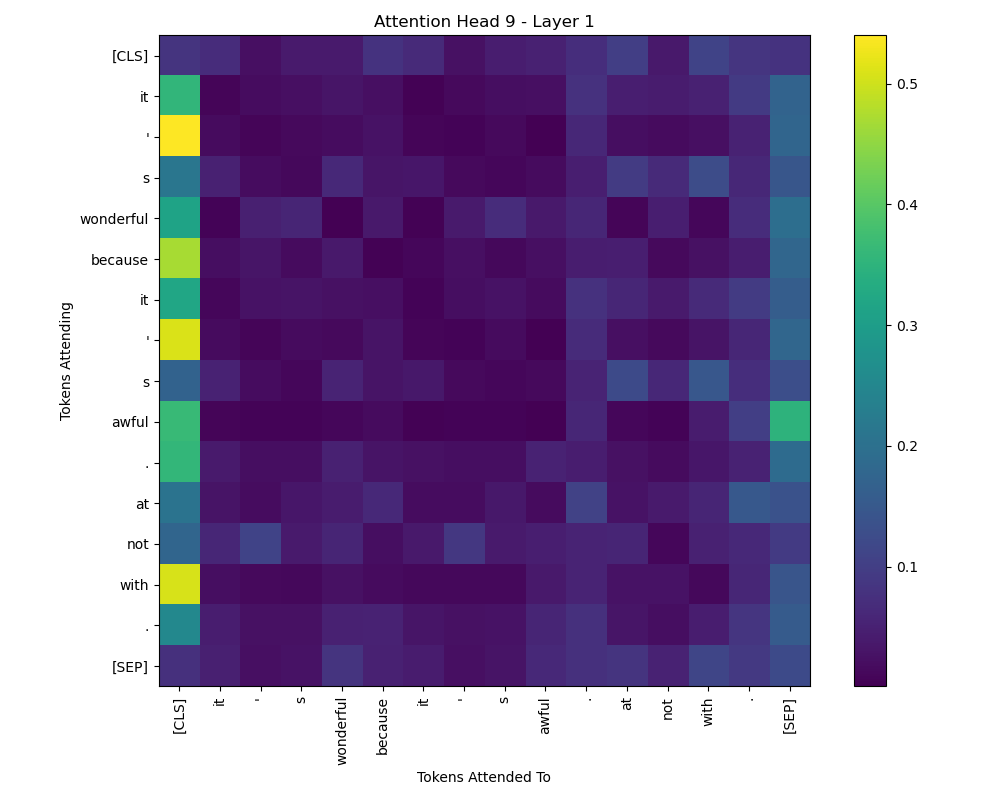 Attention Head 9 - Layer 1
Tokens Attending
[CLS]
it
'
s
wonderful
because
it
'
s
awful
.
at
not
with
.
[SEP]
[CLS]
it
'
s
wonderful
because
it
'
s
awful
.
at
not
with
.
[SEP]
Tokens Attended To
0.5
0.4
0.3
0.2
0.1